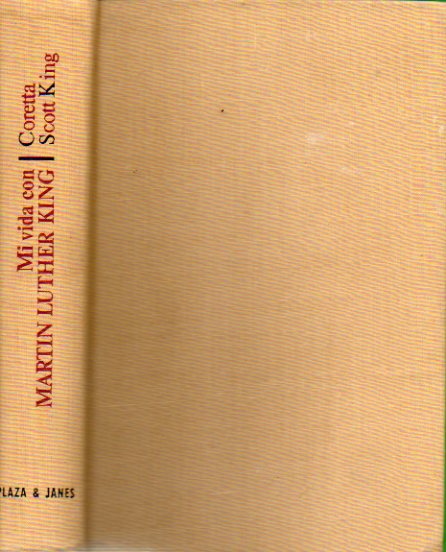 Mi vida con
MARTIN LUTHER KING
Coretta
Scott King
PLAZA & JANES